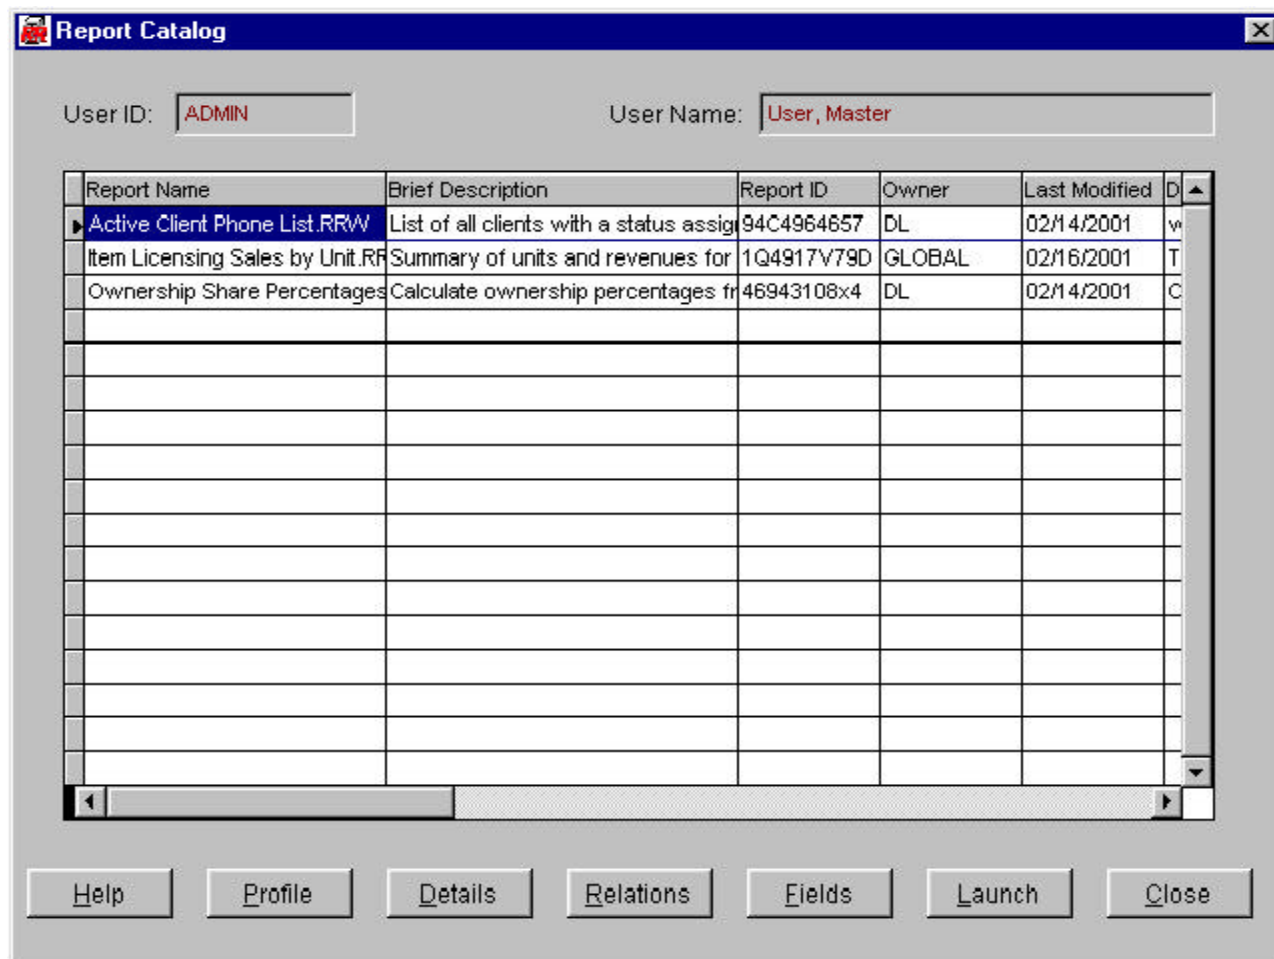 Report Catalog
User ID: ADMIN User Name: User, Master
Report Name Brief Description Report ID Owner Last Modified D
Active Client Phone List.RRW List of all clients with a status assig 94C4964657 DL 02/14/2001
Item Licensing Sales by Unit.RR Summary of units and revenues for 1Q4917V79D GLOBAL 02/16/2001 T
Ownership Share Percentages Calculate ownership percentages fr 46943108x4 DL 02/14/2001 C
Help Profile Details Relations Fields Launch Close